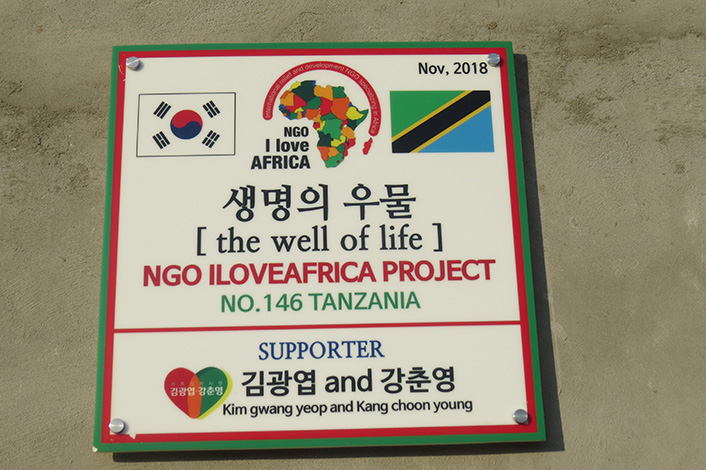 Nov, 2018
International relief and development NGO specializing in Africa
NGO
I love
AFRICA
생명의 우물
[ the well of life ]
NGO ILOVEAFRICA PROJECT
NO.146 TANZANIA
SUPPORTER
김광엽 강춘영
김광엽 and 강춘영
Kim gwang yeop and Kang choon young